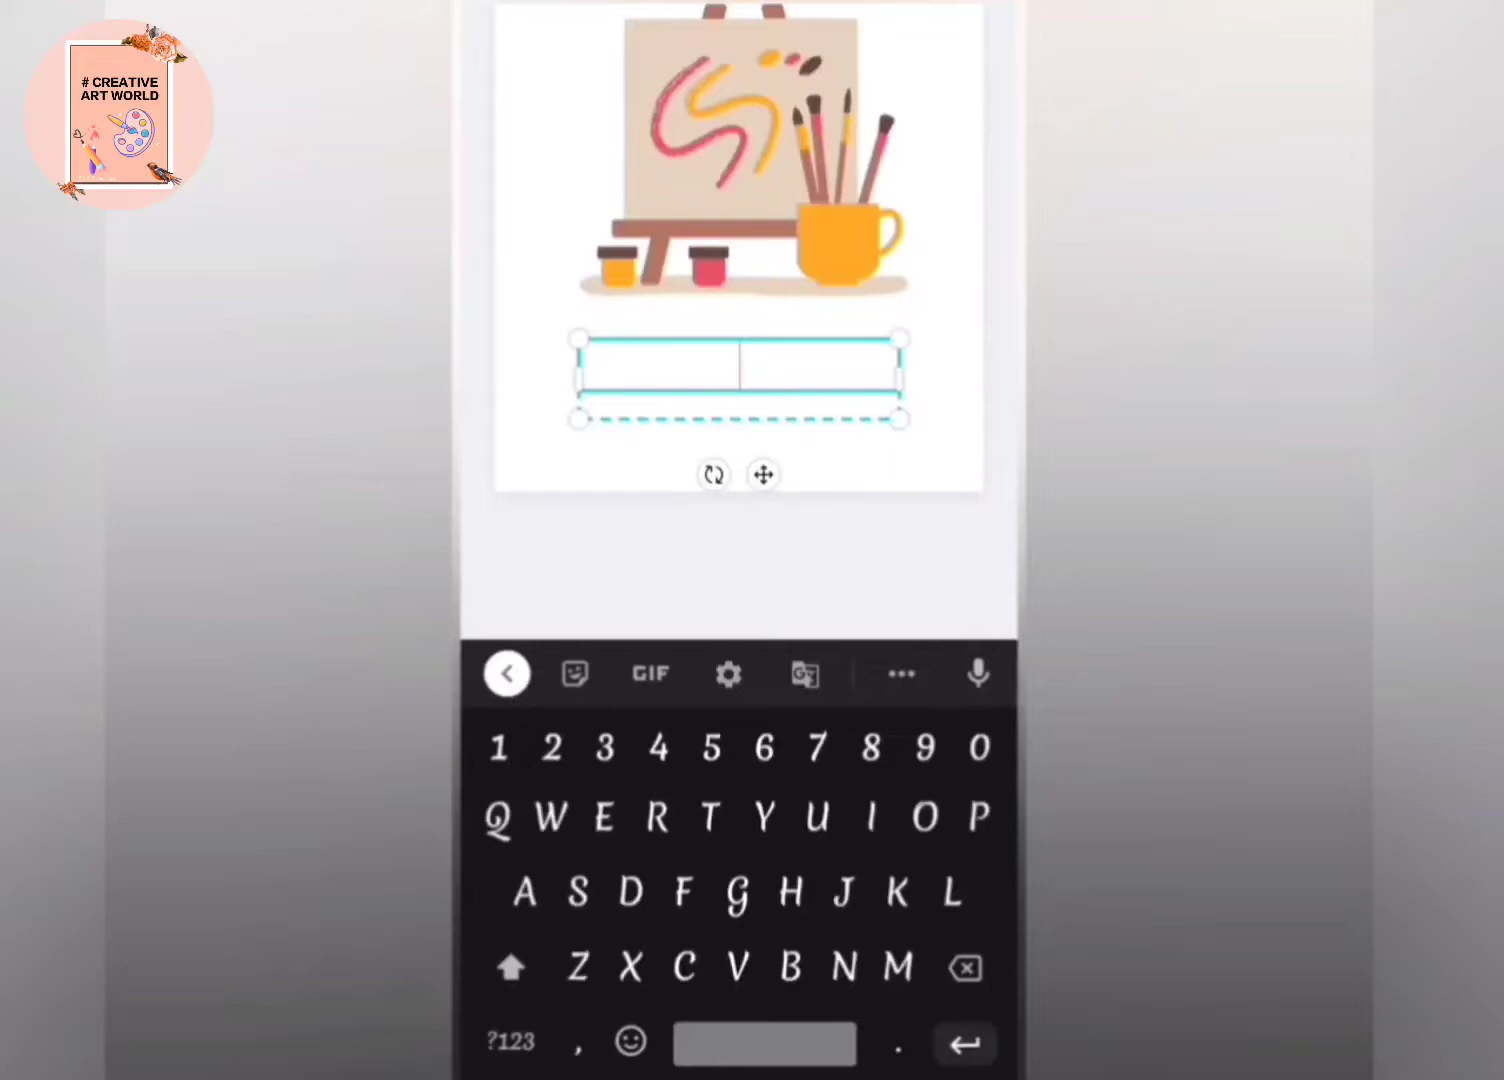 # CREATIVE
ART WORLD
GIF
1 2 3 4 5 6 7 8 9 0
Q W E R T Y U I O P
A S D F G H J K L
Z X C V B N M
?123 , .